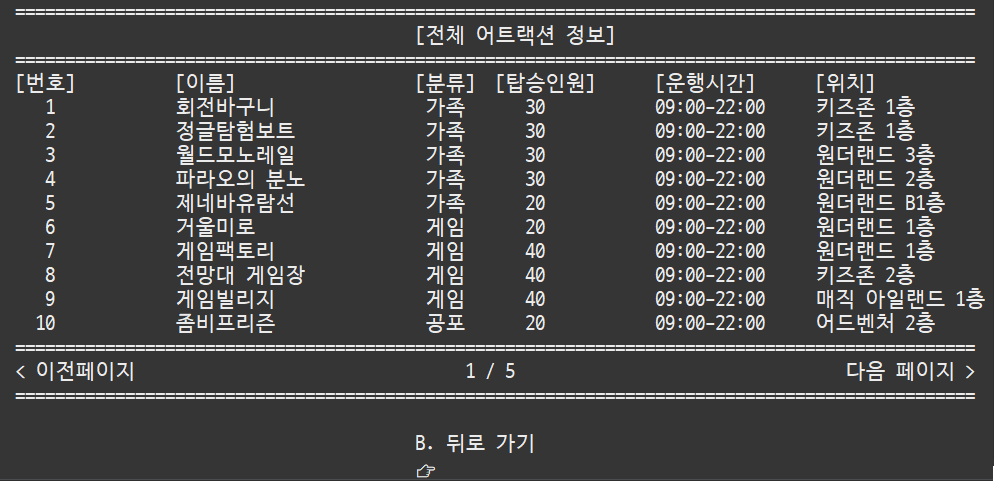 ================================================================================
[전체 어트랙션 정보]
================================================================================
[번호] [이름] [분류] [탑승인원] [운행시간] [위치]
1 회전바구니 가족 30 09:00-22:00 키즈존 1층
2 정글탐험보트 가족 30 09:00-22:00 키즈존 1층
3 월드모노레일 가족 30 09:00-22:00 원더랜드 3층
4 파라오의 분노 가족 30 09:00-22:00 원더랜드 2층
5 제네바유람선 가족 20 09:00-22:00 원더랜드 B1층
6 거울미로 게임 20 09:00-22:00 원더랜드 1층
7 게임팩토리 게임 40 09:00-22:00 원더랜드 1층
8 전망대 게임장 게임 40 09:00-22:00 키즈존 2층
9 게임빌리지 게임 40 09:00-22:00 매직 아일랜드 1층
10 좀비프리즌 공포 20 09:00-22:00 어드벤처 2층
================================================================================
< 이전페이지 1 / 5 다음 페이지 >
================================================================================
B. 뒤로 가기
☞